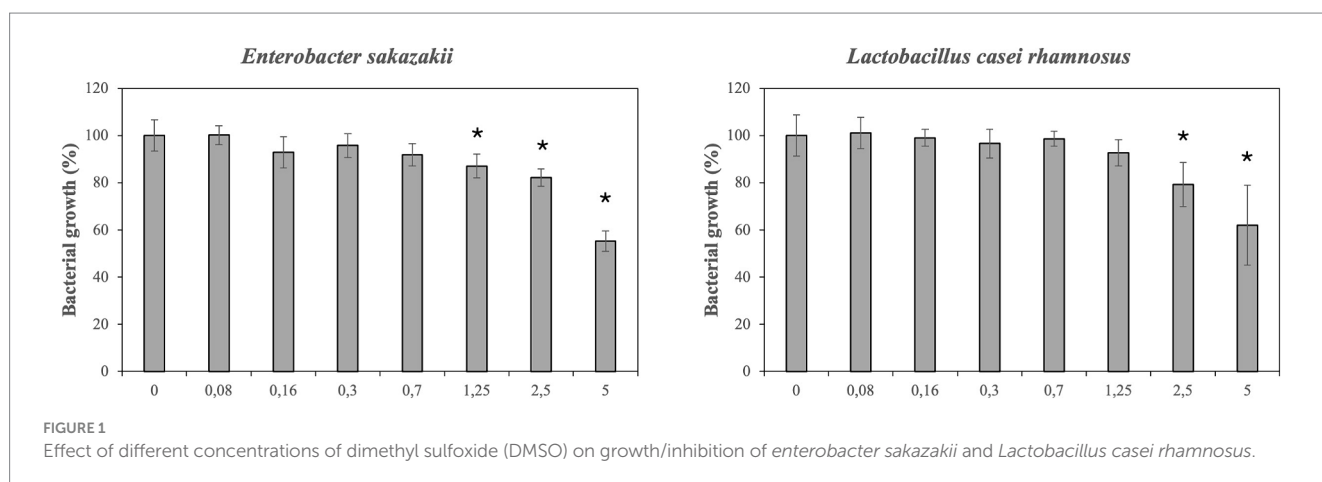 Enterobacter sakazakii
120
100
80
60
40
20
0
Bacterial growth (%)
* * *
0 0,08 0,16 0,3 0,7 1,25 2,5 5
Lactobacillus casei rhamnosus
120
100
80
60
40
20
0
Bacterial growth (%)
* *
0 0,08 0,16 0,3 0,7 1,25 2,5 5
FIGURE 1
Effect of different concentrations of dimethyl sulfoxide (DMSO) on growth/inhibition of enterobacter sakazakii and Lactobacillus casei rhamnosus.